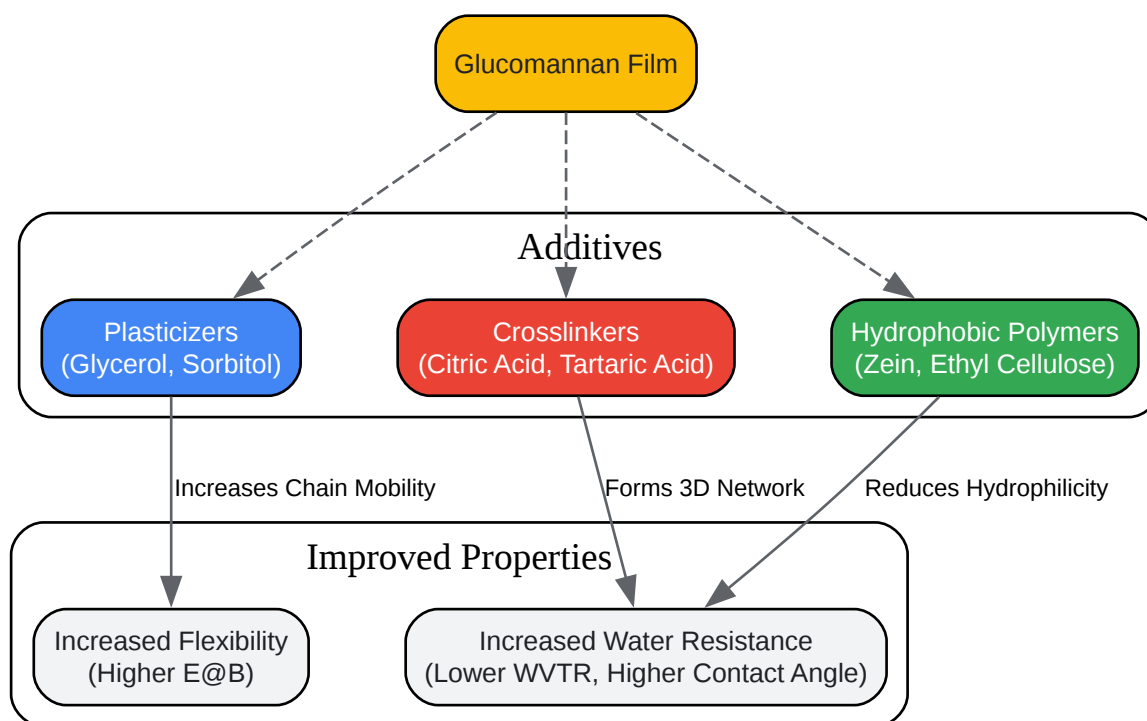 Glucomannan Film
Additives
Plasticizers
(Glycerol, Sorbitol)
Crosslinkers
(Citric Acid, Tartaric Acid)
Hydrophobic Polymers
(Zein, Ethyl Cellulose)
Increases Chain Mobility
Forms 3D Network
Reduces Hydrophilicity
Improved Properties
Increased Flexibility
(Higher E@B)
Increased Water Resistance
(Lower WVTR, Higher Contact Angle)